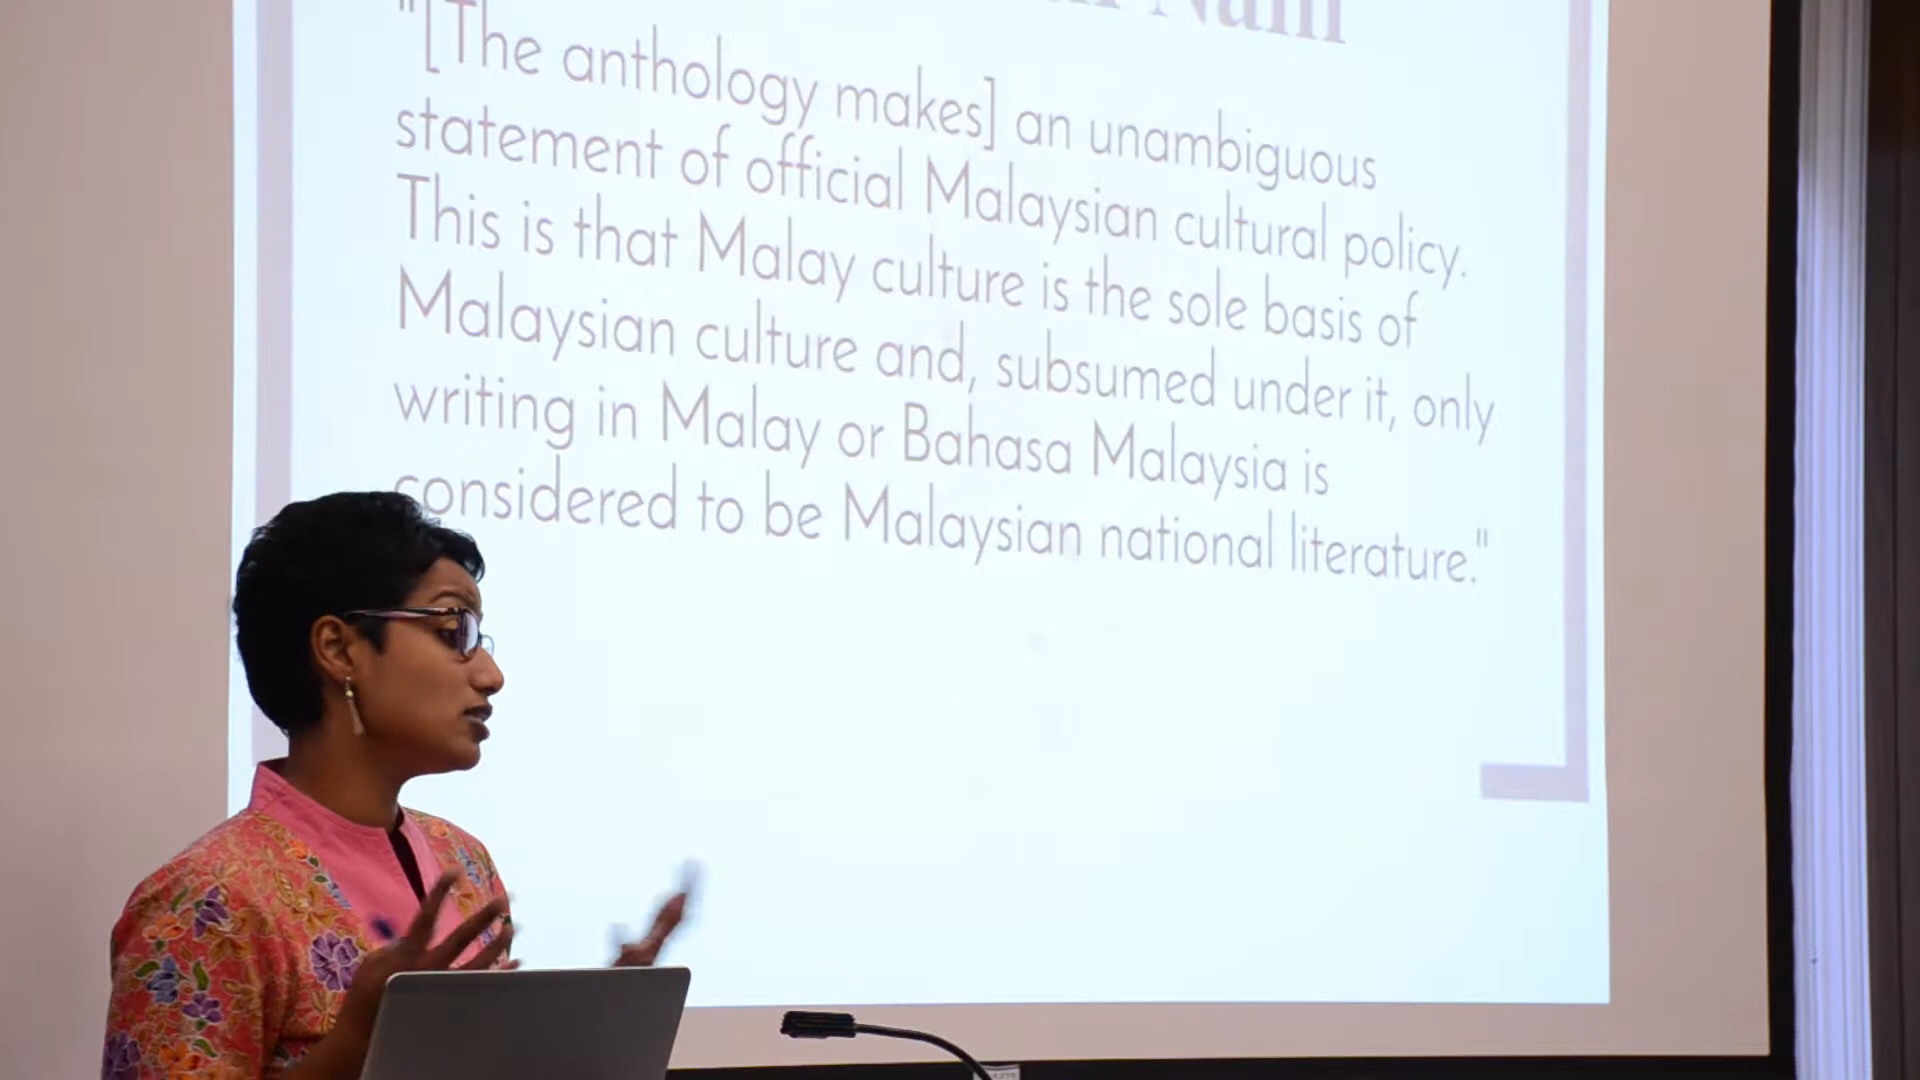 "[The anthology makes] an unambiguous
statement of official Malaysian cultural policy.
This is that Malay culture is the sole basis of
Malaysian culture and, subsumed under it, only
writing in Malay or Bahasa Malaysia is
considered to be Malaysian national literature."